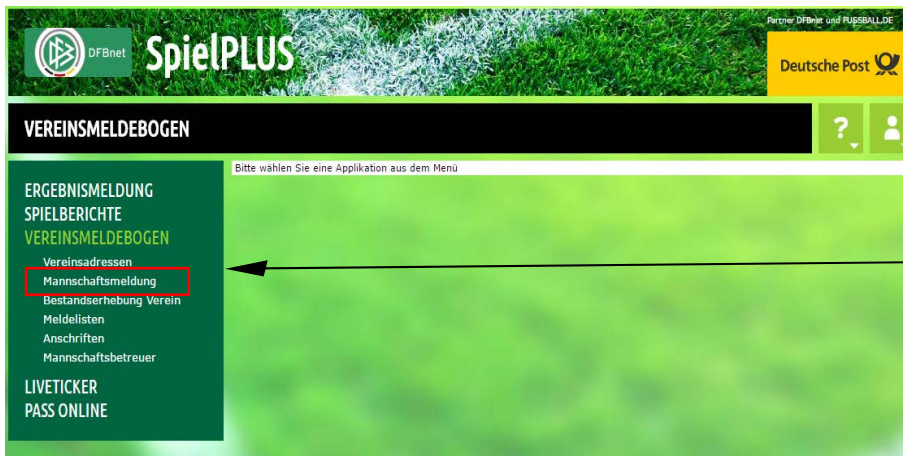 Partner DFBnet und FUSSBALL.DE
DFBnet
SpielPLUS
Deutsche Post
VEREINSMELDEBOGEN
?
Bitte wählen Sie eine Applikation aus dem Menü
ERGEBNISMELDUNG
SPIELBERICHTE
VEREINSMELDEBOGEN
Vereinsadressen
Mannschaftsmeldung
Bestandserhebung Verein
Meldelisten
Anschriften
Mannschaftsbetreuer
LIVETICKER
PASS ONLINE